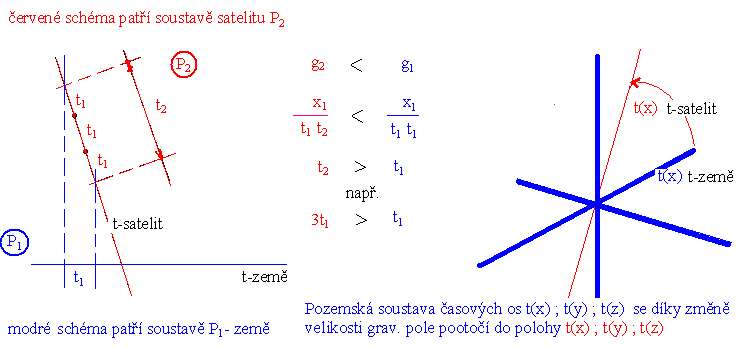 červené schéma patří soustavě satelitu P₂
P₂
t₁
t₁
t₁
t₂
t-satelit
P₁
t₁
t-země
modré schéma patří soustavě P₁- země
g₂ < g₁
x₁ / t₁ t₂ < x₁ / t₁ t₁
t₂ > t₁
např.
3t₁ > t₁
t(x) t-satelit
t(x) t-země
Pozemská soustava časových os t(x) ; t(y) ; t(z) se díky změně
velikosti grav. pole pootočí do polohy t(x) ; t(y) ; t(z)